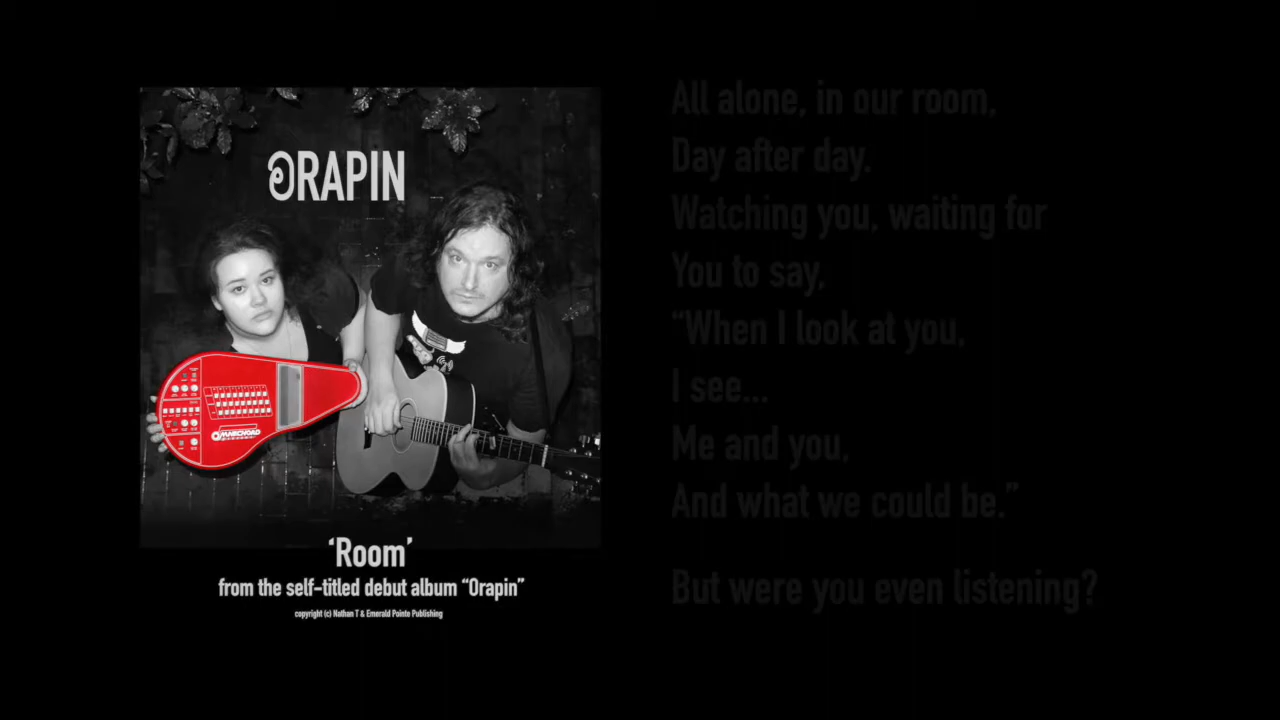 ORAPIN
OMNICHORD
‘Room’
from the self-titled debut album “Orapin”
copyright (c) Nathan T & Emerald Pointe Publishing
All alone, in our room,
Day after day.
Watching you, waiting for
You to say,
“When I look at you,
I see...
Me and you,
And what we could be.”
But were you even listening?